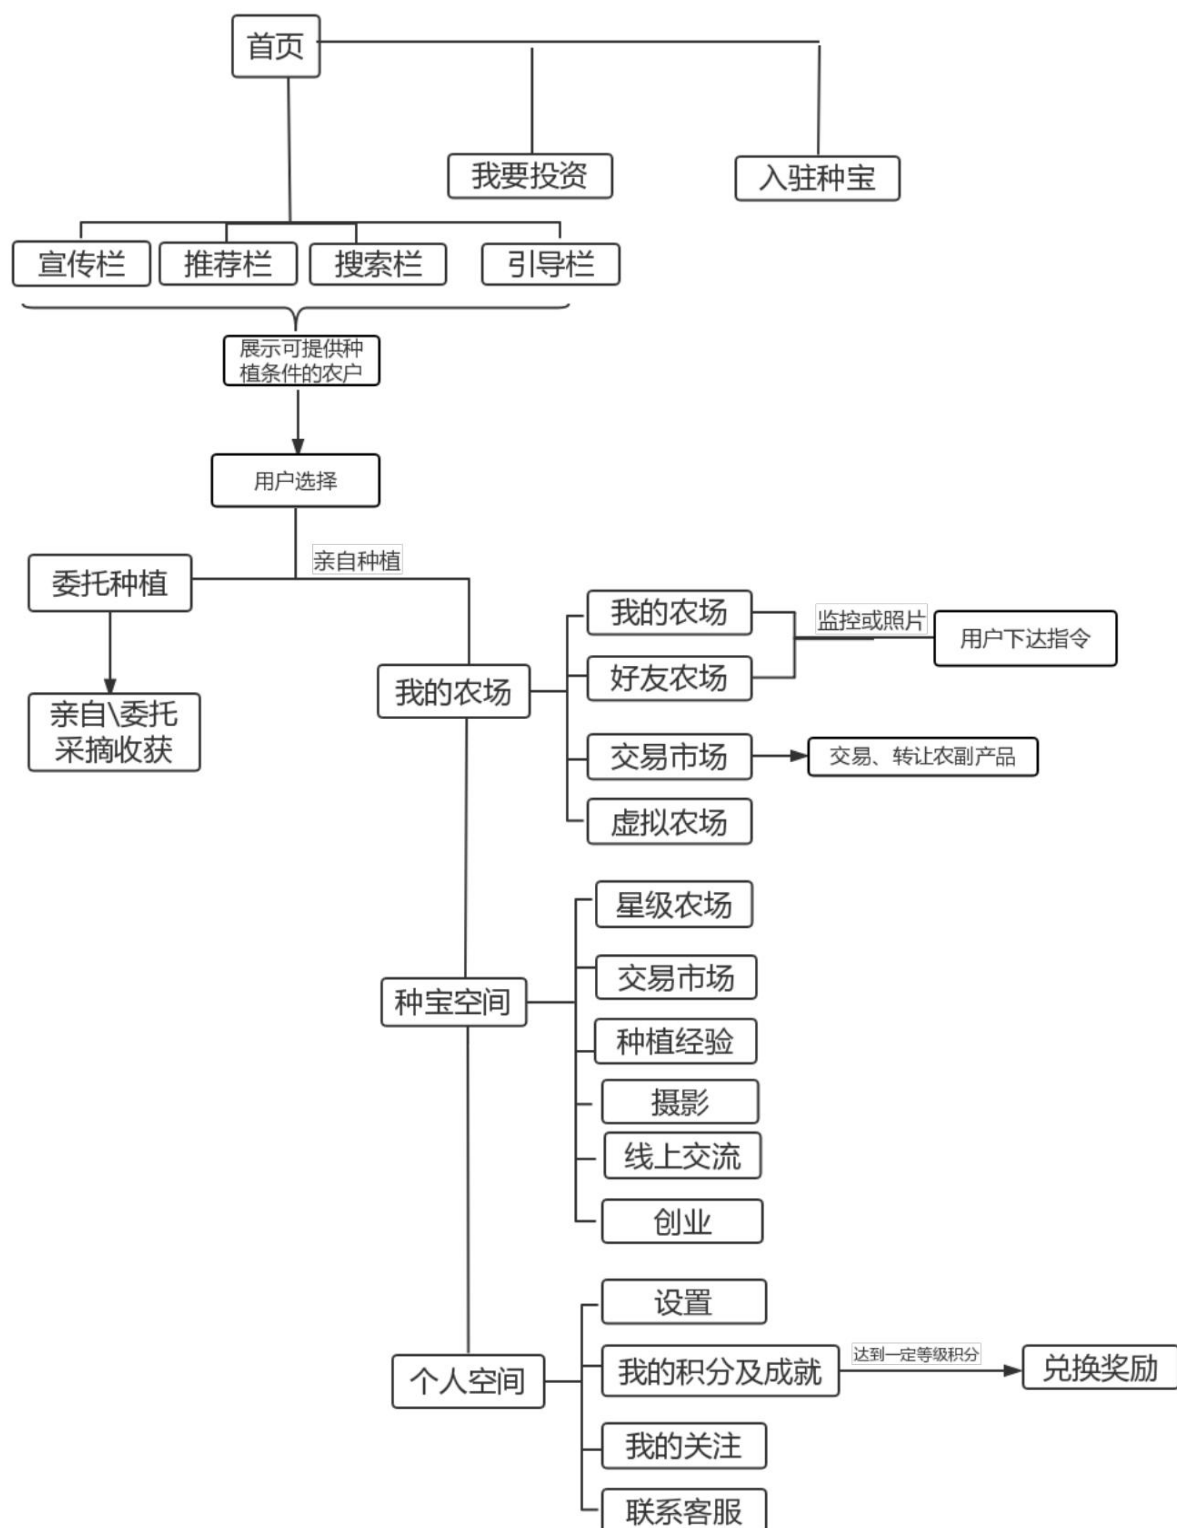 首页
我要投资
入驻种宝
宣传栏
推荐栏
搜索栏
引导栏
展示可提供种
植条件的农户
用户选择
亲自种植
委托种植
亲自\委托
采摘收获
我的农场
我的农场
好友农场
监控或照片
用户下达指令
交易市场
交易、转让农副产品
虚拟农场
种宝空间
星级农场
交易市场
种植经验
摄影
线上交流
创业
个人空间
设置
我的积分及成就
达到一定等级积分
兑换奖励
我的关注
联系客服